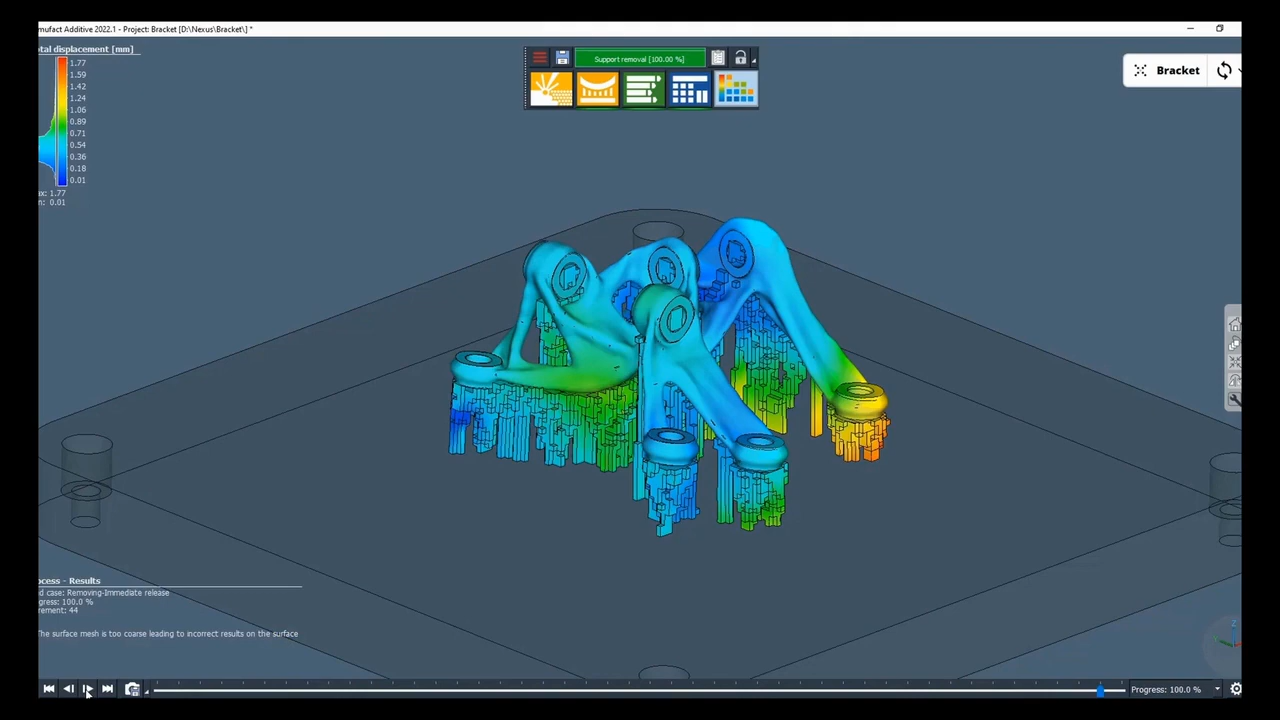 mufact Additive 2022.1 - Project: Bracket [D:\Nexus\Bracket\] *
tal displacement [mm]
1.77
1.59
1.42
1.24
1.06
0.89
0.71
0.54
0.36
0.18
0.01
x: 1.77
n: 0.01
Support removal [100.00 %]
Bracket
ocess - Results
d case: Removing-Immediate release
gress: 100.0 %
rement: 44
The surface mesh is too coarse leading to incorrect results on the surface
Progress: 100.0 %
Z